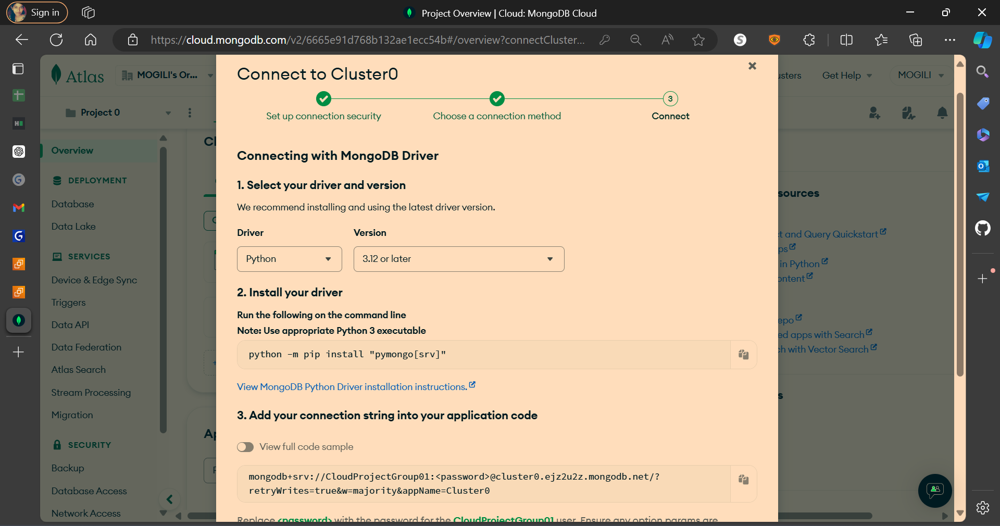 Sign in
Project Overview | Cloud: MongoDB Cloud
https://cloud.mongodb.com/v2/6665e91d768b132ae1ecc54b#/overview?connectCluster...
Atlas
MOGILI's Or...
Get Help
MOGILI
Project 0
Overview
DEPLOYMENT
Database
Data Lake
SERVICES
Device & Edge Sync
Triggers
Data API
Data Federation
Atlas Search
Stream Processing
Migration
SECURITY
Backup
Database Access
Network Access
Connect to Cluster0
Set up connection security
Choose a connection method
3
Connect
Connecting with MongoDB Driver
1. Select your driver and version
We recommend installing and using the latest driver version.
Driver
Version
Python
3.12 or later
2. Install your driver
Run the following on the command line
Note: Use appropriate Python 3 executable
python -m pip install "pymongo[srv]"
View MongoDB Python Driver installation instructions.
3. Add your connection string into your application code
View full code sample
mongodb+srv://CloudProjectGroup01:<password>@cluster0.ejz2u2z.mongodb.net/?
retryWrites=true&w=majority&appName=Cluster0
Replace <password> with the password for the CloudProjectGroup01 user. Ensure any option params are
and Query Quickstart
in Python
apps with Search
with Vector Search